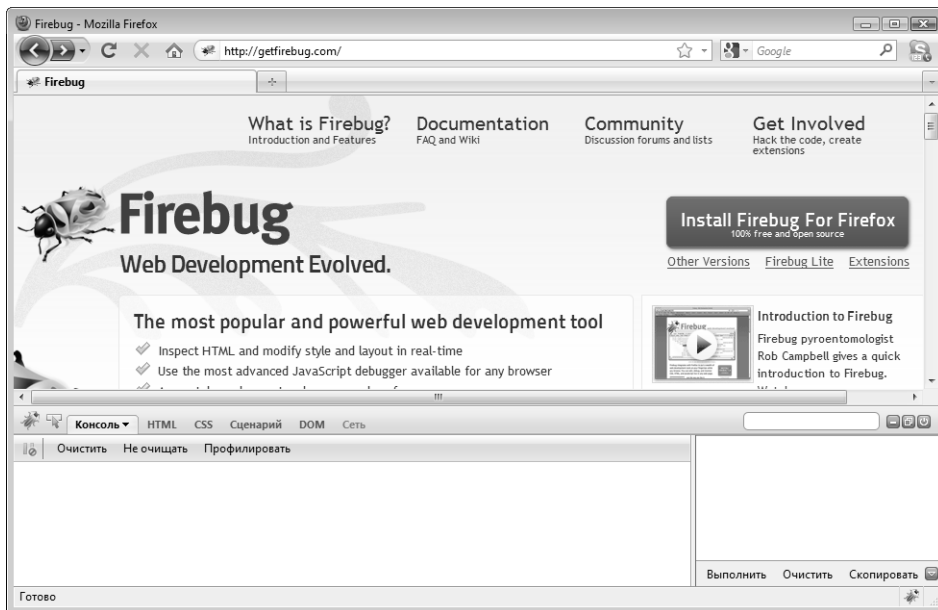 Firebug - Mozilla Firefox
http://getfirebug.com/
Google
Firebug
What is Firebug?
Introduction and Features
Documentation
FAQ and Wiki
Community
Discussion forums and lists
Get Involved
Hack the code, create
extensions
Firebug
Web Development Evolved.
Install Firebug For Firefox
100% free and open source
Other Versions Firebug Lite Extensions
The most popular and powerful web development tool
Inspect HTML and modify style and layout in real-time
Use the most advanced JavaScript debugger available for any browser
Introduction to Firebug
Firebug pyroentomologist
Rob Campbell gives a quick
introduction to Firebug.
Консоль HTML CSS Сценарий DOM Сеть
Очистить Не очищать Профилировать
Выполнить Очистить Скопировать
Готово